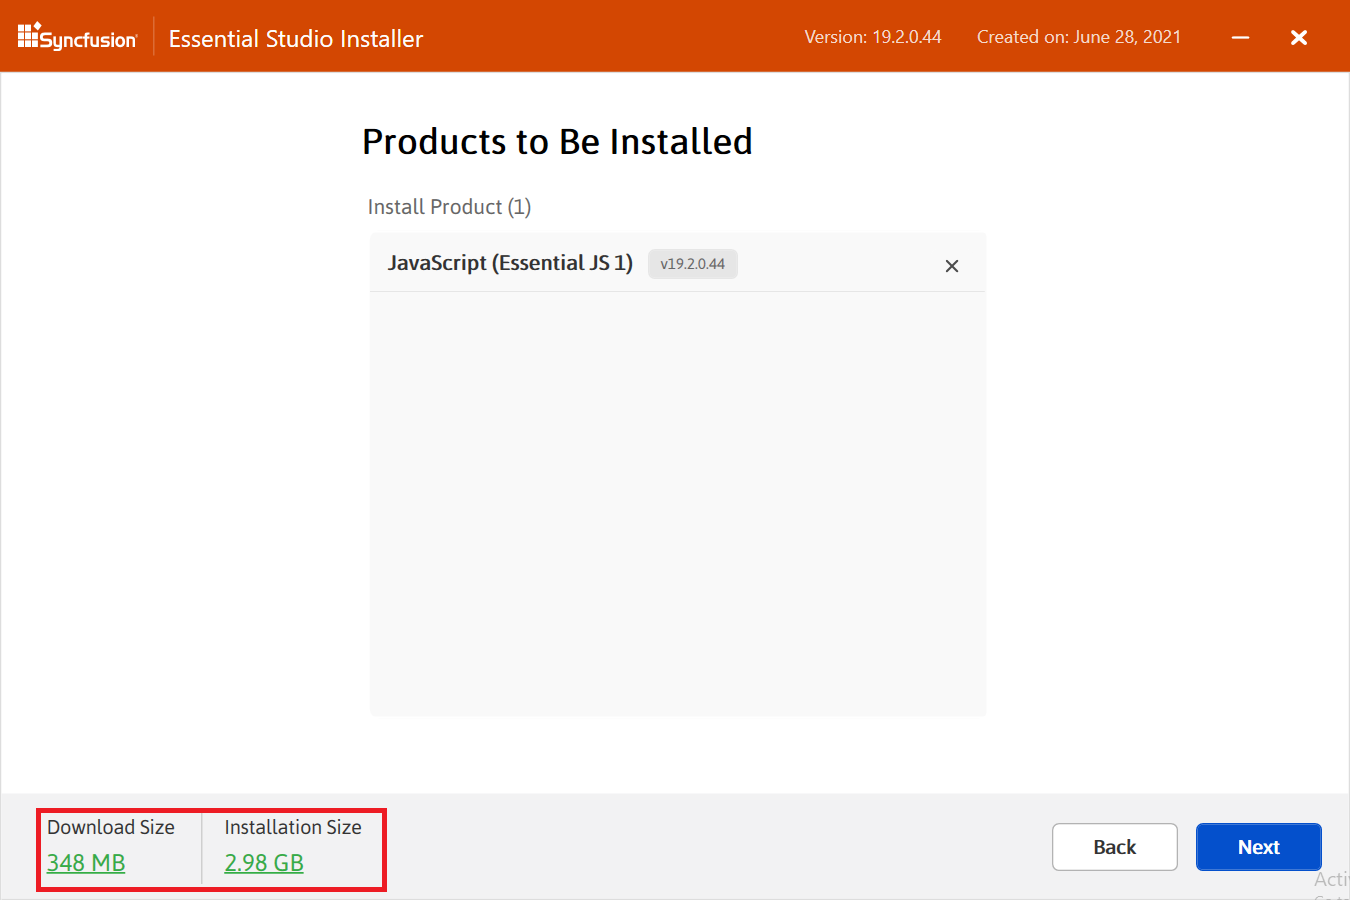 Syncfusion Essential Studio Installer Version: 19.2.0.44 Created on: June 28, 2021
Products to Be Installed
Install Product (1)
JavaScript (Essential JS 1) v19.2.0.44
Download Size Installation Size
348 MB 2.98 GB
Back Next